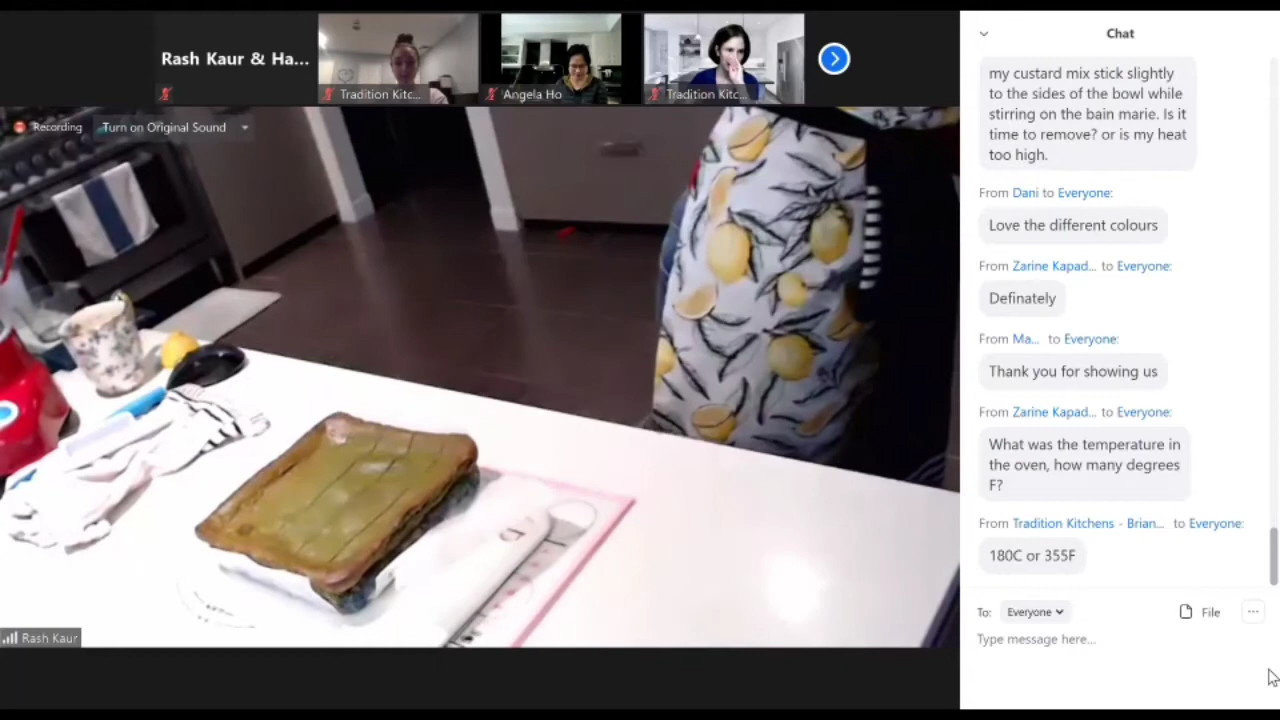 Rash Kaur & Ha...
Tradition Kitc...
Angela Ho
Tradition Kitc...
Recording
Turn on Original Sound
Rash Kaur
Chat
my custard mix stick slightly
to the sides of the bowl while
stirring on the bain marie. Is it
time to remove? or is my heat
too high.
From Dani to Everyone:
Love the different colours
From Zarine Kapad... to Everyone:
Definately
From Ma... to Everyone:
Thank you for showing us
From Zarine Kapad... to Everyone:
What was the temperature in
the oven, how many degrees
F?
From Tradition Kitchens - Brian... to Everyone:
180C or 355F
To: Everyone
File
Type message here...